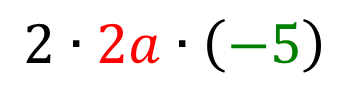 2 · 2a · (−5)